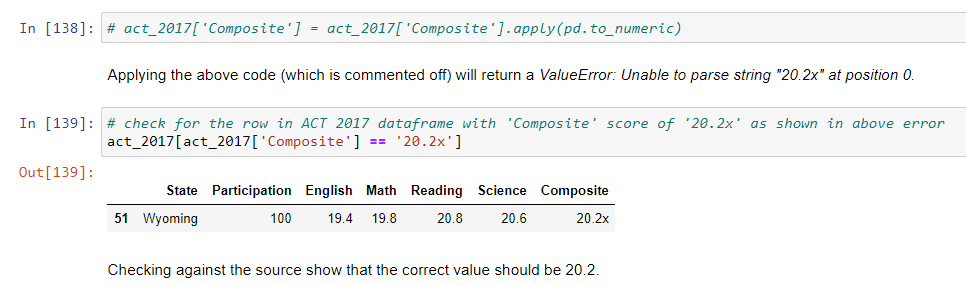 In [138]: # act_2017['Composite'] = act_2017['Composite'].apply(pd.to_numeric)
Applying the above code (which is commented off) will return a ValueError: Unable to parse string "20.2x" at position 0.
In [139]: # check for the row in ACT 2017 dataframe with 'Composite' score of '20.2x' as shown in above error
act_2017[act_2017['Composite'] == '20.2x']
Out[139]:
State Participation English Math Reading Science Composite
51 Wyoming 100 19.4 19.8 20.8 20.6 20.2x
Checking against the source show that the correct value should be 20.2.